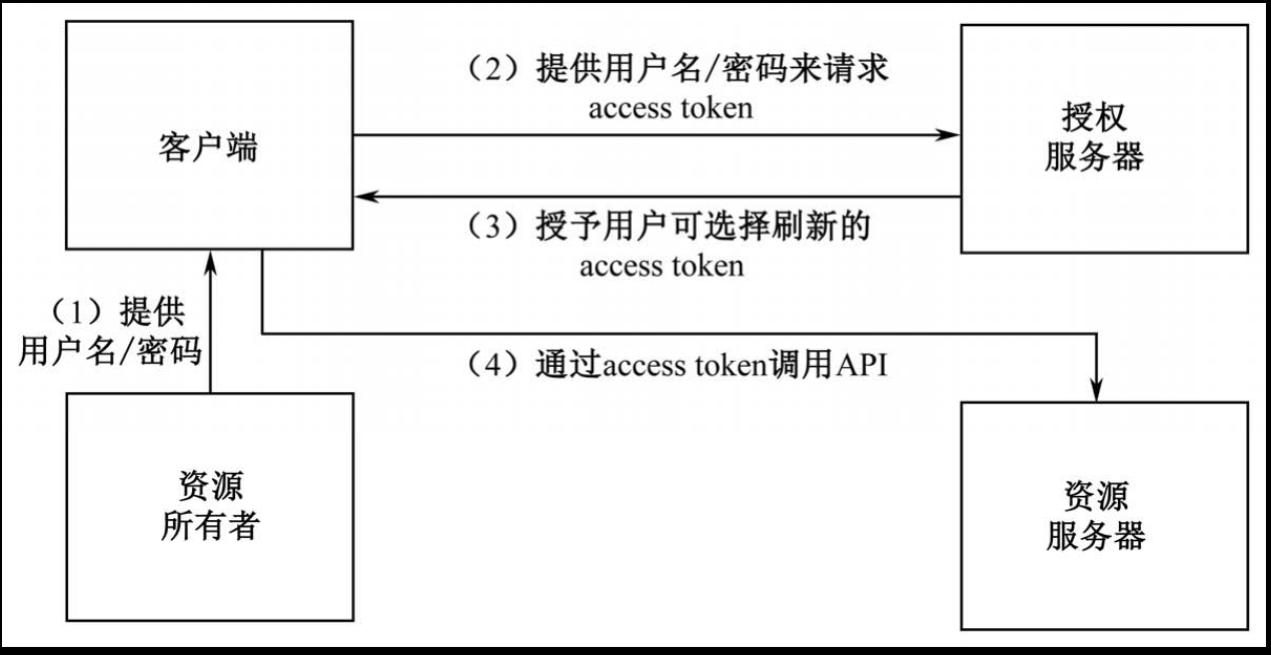 客户端
（2）提供用户名/密码来请求
access token
授权
服务器
（3）授予用户可选择刷新的
access token
（1）提供
用户名/密码
（4）通过access token调用API
资源
所有者
资源
服务器